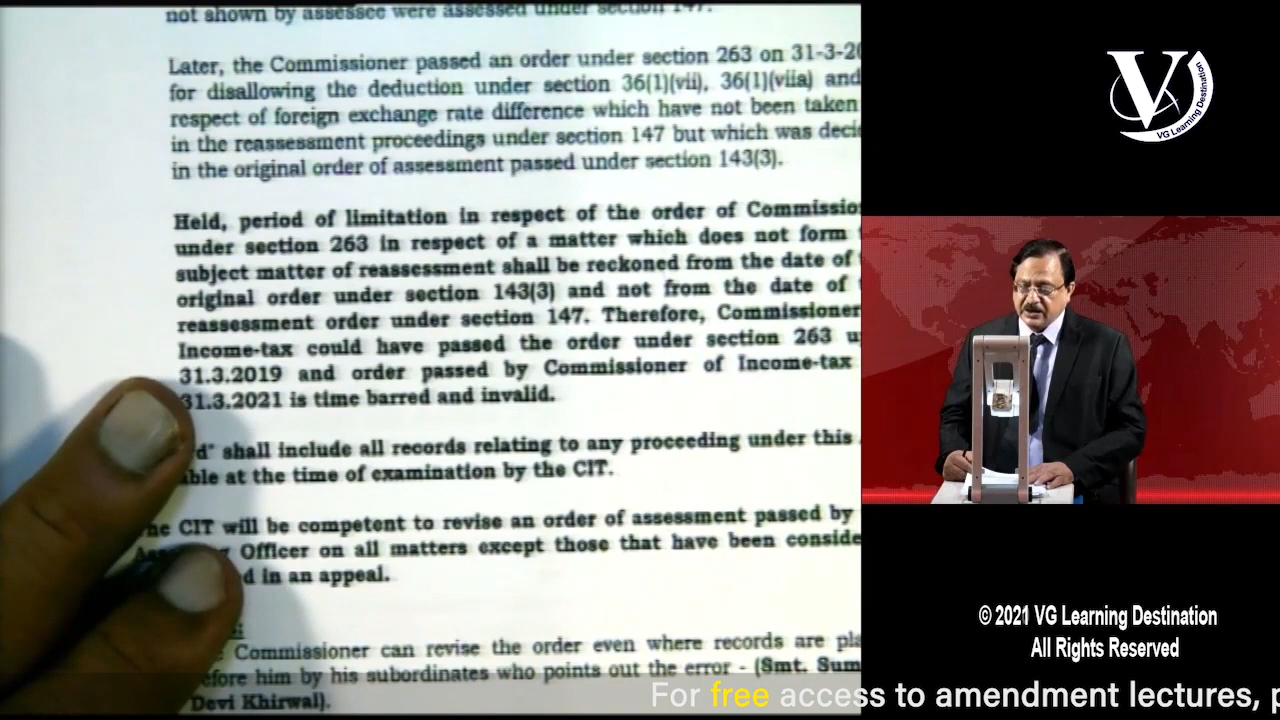 not shown by assessee were assessed under section 147.
Later, the Commissioner passed an order under section 263 on 31-3-20
for disallowing the deduction under section 36(1)(vii), 36(1)(viia) and
respect of foreign exchange rate difference which have not been taken
in the reassessment proceedings under section 147 but which was deci
in the original order of assessment passed under section 143(3).
Held, period of limitation in respect of the order of Commissio
under section 263 in respect of a matter which does not form
subject matter of reassessment shall be reckoned from the date of
original order under section 143(3) and not from the date of
reassessment order under section 147. Therefore, Commissioner
Income-tax could have passed the order under section 263 u
31.3.2019 and order passed by Commissioner of Income-tax
31.3.2021 is time barred and invalid.
d" shall include all records relating to any proceeding under this
able at the time of examination by the CIT.
he CIT will be competent to revise an order of assessment passed by
Officer on all matters except those that have been conside
d in an appeal.
Commissioner can revise the order even where records are pla
efore him by his subordinates who points out the error - (Smt. Sum
Devi Khirwal).
V
VG Learning Destination
© 2021 VG Learning Destination
All Rights Reserved
For free access to amendment lectures, p